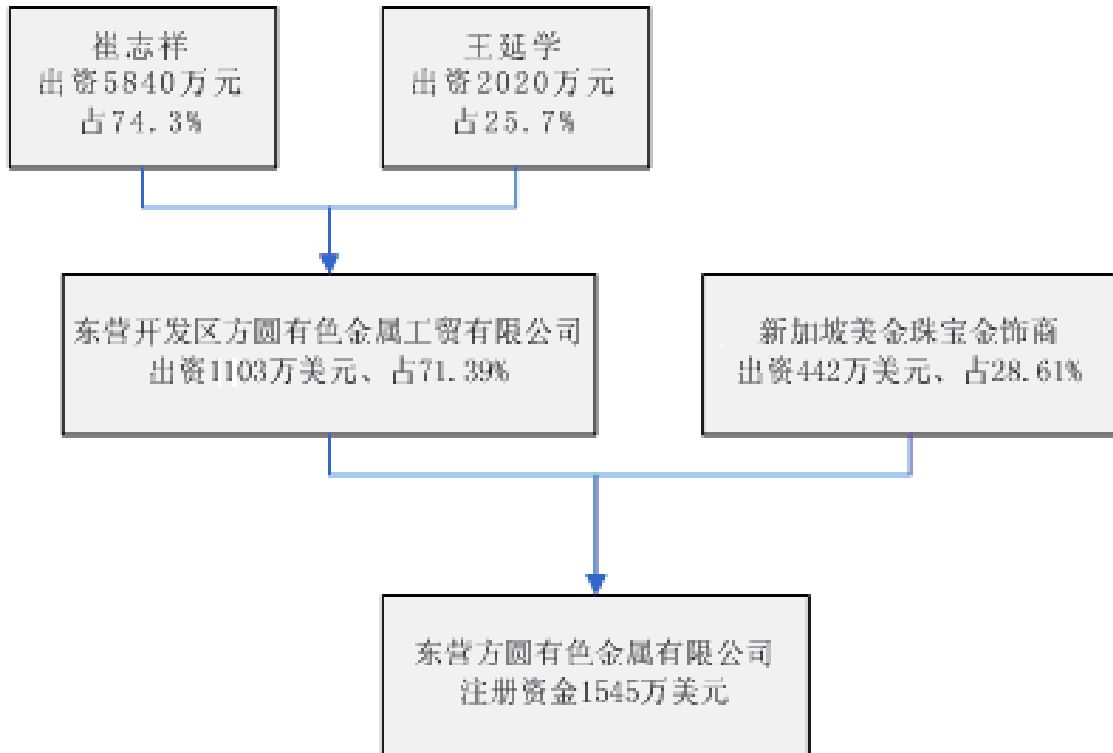 崔志祥
出资5840万元
占74.3%
王延学
出资2020万元
占25.7%
东营开发区方圆有色金属工贸有限公司
出资1103万美元、占71.39%
新加坡美金珠宝金饰商
出资442万美元、占28.61%
东营方圆有色金属有限公司
注册资金1545万美元